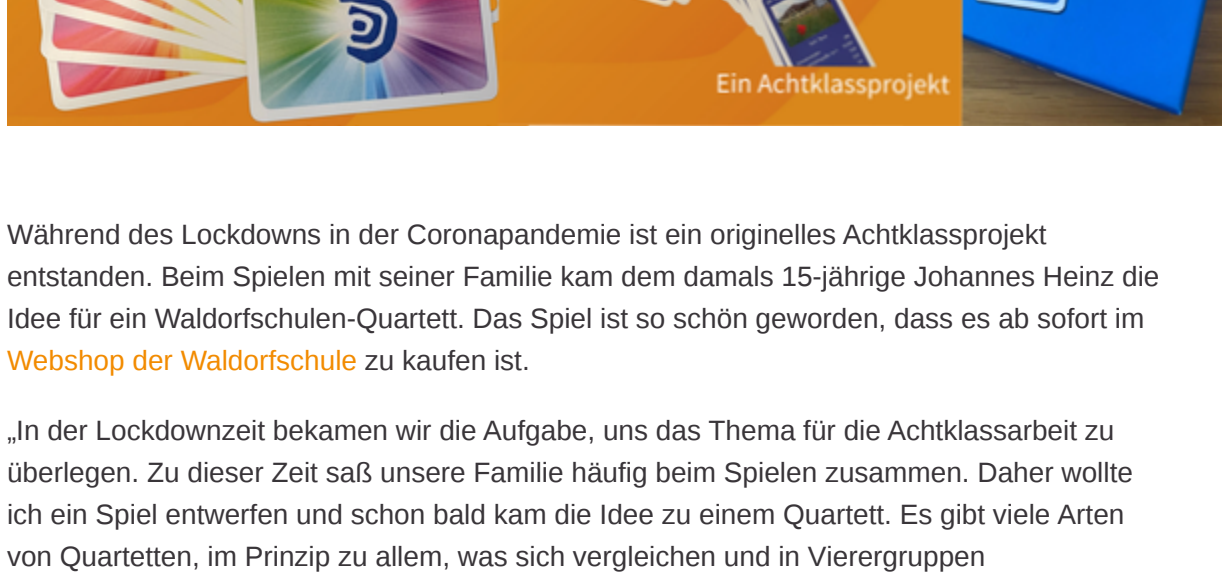 Ein Achtklassprojekt
Während des Lockdowns in der Coronapandemie ist ein originelles Achtklassprojekt
entstanden. Beim Spielen mit seiner Familie kam dem damals 15-jährige Johannes Heinz die
Idee für ein Waldorfschulen-Quartett. Das Spiel ist so schön geworden, dass es ab sofort im
Webshop der Waldorfschule zu kaufen ist.
„In der Lockdownzeit bekamen wir die Aufgabe, uns das Thema für die Achtklassarbeit zu
überlegen. Zu dieser Zeit saß unsere Familie häufig beim Spielen zusammen. Daher wollte
ich ein Spiel entwerfen und schon bald kam die Idee zu einem Quartett. Es gibt viele Arten
von Quartetten, im Prinzip zu allem, was sich vergleichen und in Vierergruppen